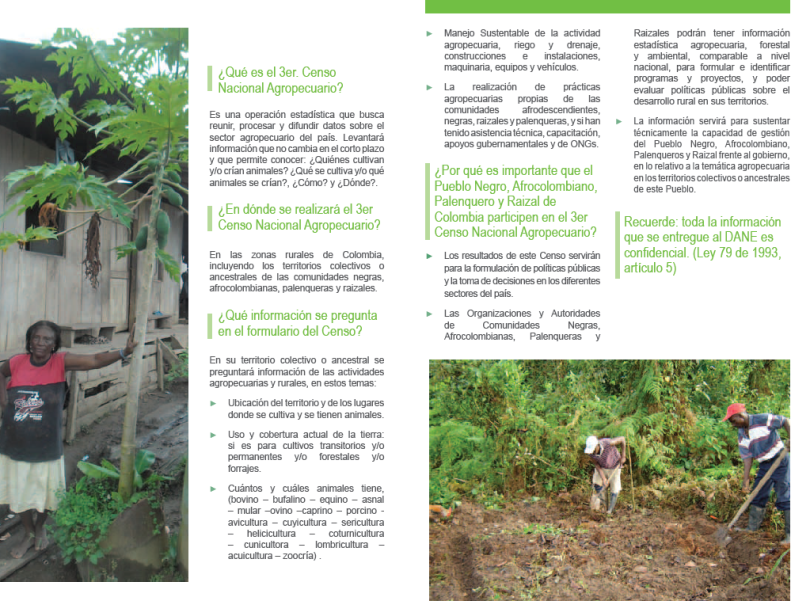 ¿Qué es el 3er. Censo
Nacional Agropecuario?
Es una operación estadística que busca
reunir, procesar y difundir datos sobre el
sector agropecuario del país. Levantará
información que no cambia en el corto plazo
y que permite conocer: ¿Quiénes cultivan
y/o crían animales? ¿Qué se cultiva y/o qué
animales se crían?, ¿Cómo? y ¿Dónde?.
¿En dónde se realizará el 3er
Censo Nacional Agropecuario?
En las zonas rurales de Colombia,
incluyendo los territorios colectivos o
ancestrales de las comunidades negras,
afrocolombianas, palenqueras y raizales.
¿Qué información se pregunta
en el formulario del Censo?
En su territorio colectivo o ancestral se
preguntará información de las actividades
agropecuarias y rurales, en estos temas:
► Ubicación del territorio y de los lugares
donde se cultiva y se tienen animales.
► Uso y cobertura actual de la tierra:
si es para cultivos transitorios y/o
permanentes y/o forestales y/o
forrajes.
► Cuántos y cuáles animales tiene,
(bovino – bufalino – equino – asnal
– mular –ovino –caprino – porcino -
avicultura – cuyicultura – sericultura
– helicicultura – coturnicultura
– cunicultora – lombricultura –
acuicultura – zoocría) .
► Manejo Sustentable de la actividad
agropecuaria, riego y drenaje,
construcciones e instalaciones,
maquinaria, equipos y vehículos.
► La realización de prácticas
agropecuarias propias de las
comunidades afrodescendientes,
negras, raizales y palenqueras, y si han
tenido asistencia técnica, capacitación,
apoyos gubernamentales y de ONGs.
¿Por qué es importante que el
Pueblo Negro, Afrocolombiano,
Palenquero y Raizal de
Colombia participen en el 3er
Censo Nacional Agropecuario?
► Los resultados de este Censo servirán
para la formulación de políticas públicas
y la toma de decisiones en los diferentes
sectores del país.
► Las Organizaciones y Autoridades
de Comunidades Negras,
Afrocolombianas, Palenqueras y
Raizales podrán tener información
estadística agropecuaria, forestal
y ambiental, comparable a nivel
nacional, para formular e identificar
programas y proyectos, y poder
evaluar políticas públicas sobre el
desarrollo rural en sus territorios.
► La información servirá para sustentar
técnicamente la capacidad de gestión
del Pueblo Negro, Afrocolombiano,
Palenqueros y Raizal frente al gobierno,
en lo relativo a la temática agropecuaria
en los territorios colectivos o ancestrales
de este Pueblo.
Recuerde: toda la información
que se entregue al DANE es
confidencial. (Ley 79 de 1993,
artículo 5)